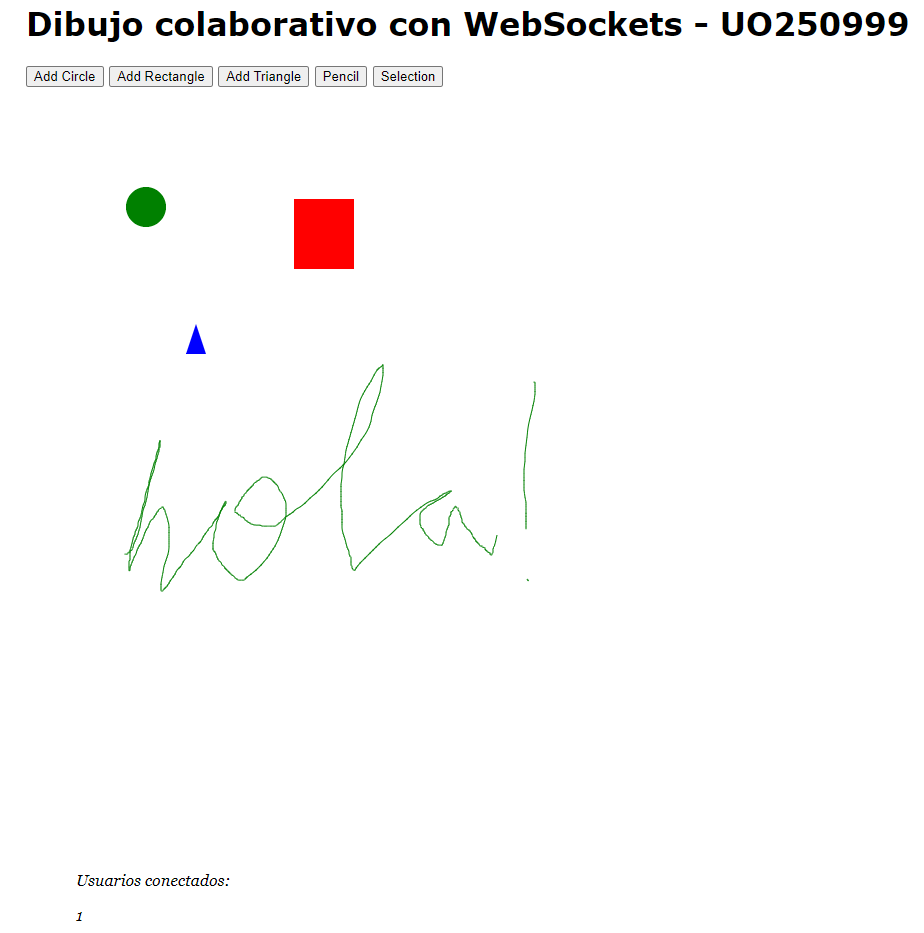 Dibujo colaborativo con WebSockets - UO250999
Add Circle Add Rectangle Add Triangle Pencil Selection
hola!
Usuarios conectados:
1